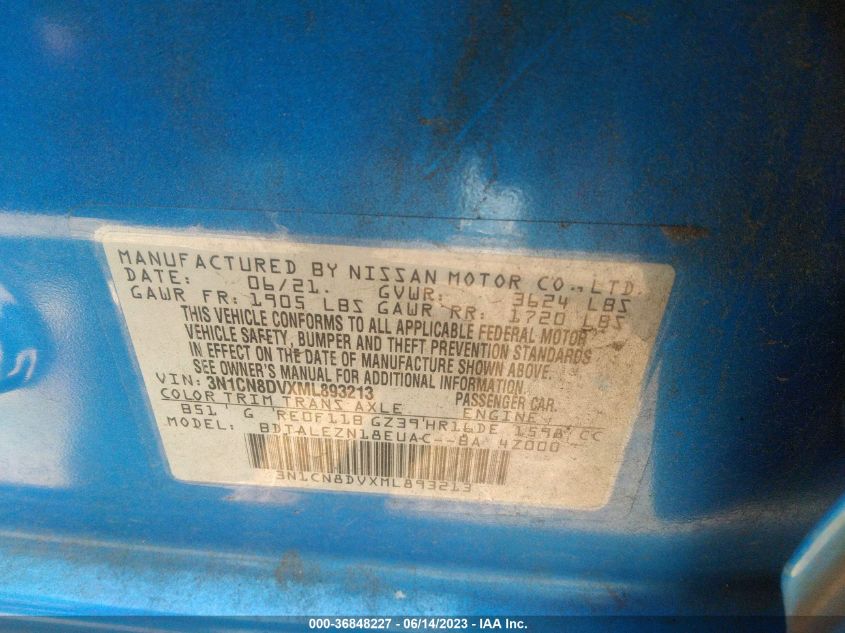 MANUFACTURED BY NISSAN MOTOR CO., LTD.
DATE: 06/21. GVWR: 3624 LBS
GAWR FR: 1905 LBS GAWR RR: 1720 LBS
THIS VEHICLE CONFORMS TO ALL APPLICABLE FEDERAL MOTOR
VEHICLE SAFETY, BUMPER AND THEFT PREVENTION STANDARDS
IN EFFECT ON THE DATE OF MANUFACTURE SHOWN ABOVE.
SEE OWNER'S MANUAL FOR ADDITIONAL INFORMATION.
VIN: 3N1CN8DVXML893213 PASSENGER CAR.
COLOR TRIM TRANS AXLE ENGINE
B51 G RE0F11B GZ39 HR16DE 1598 CC
MODEL: BDTALEZN18EUAC--BA 4Z000
3N1CN8DVXML893213
000-36848227 - 06/14/2023 - IAA Inc.